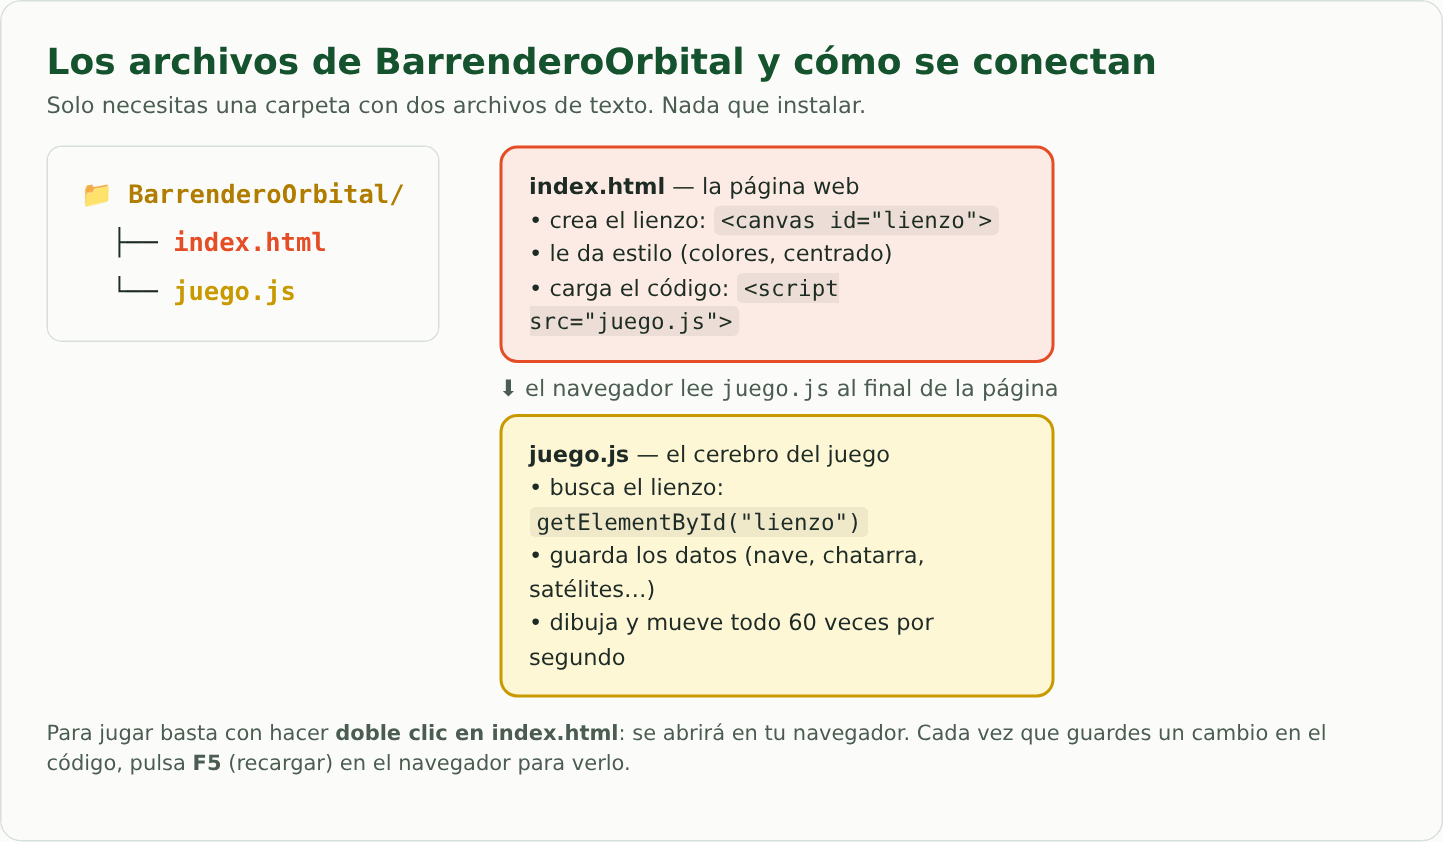 Los archivos de BarrenderoOrbital y cómo se conectan
Solo necesitas una carpeta con dos archivos de texto. Nada que instalar.
📁 BarrenderoOrbital/
├── index.html
└── juego.js
index.html — la página web
• crea el lienzo: <canvas id="lienzo">
• le da estilo (colores, centrado)
• carga el código: <script
src="juego.js">
⬇ el navegador lee juego.js al final de la página
juego.js — el cerebro del juego
• busca el lienzo:
getElementById("lienzo")
• guarda los datos (nave, chatarra,
satélites…)
• dibuja y mueve todo 60 veces por
segundo
Para jugar basta con hacer doble clic en index.html: se abrirá en tu navegador. Cada vez que guardes un cambio en el
código, pulsa F5 (recargar) en el navegador para verlo.